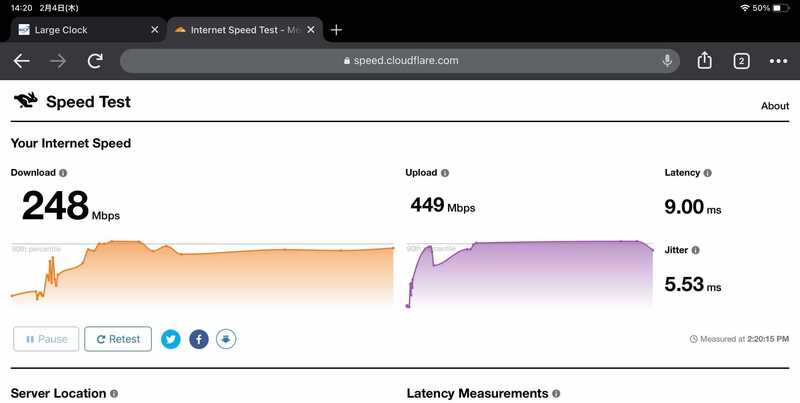 14:20 2月4日(木) 50%
Large Clock
Internet Speed Test - Me
speed.cloudflare.com 2
Speed Test
About
Your Internet Speed
Download Upload Latency
248 Mbps 449 Mbps 9.00 ms
90th percentile 90th percentile
Jitter
5.53 ms
Pause Retest Measured at 2:20:15 PM
Server Location Latency Measurements